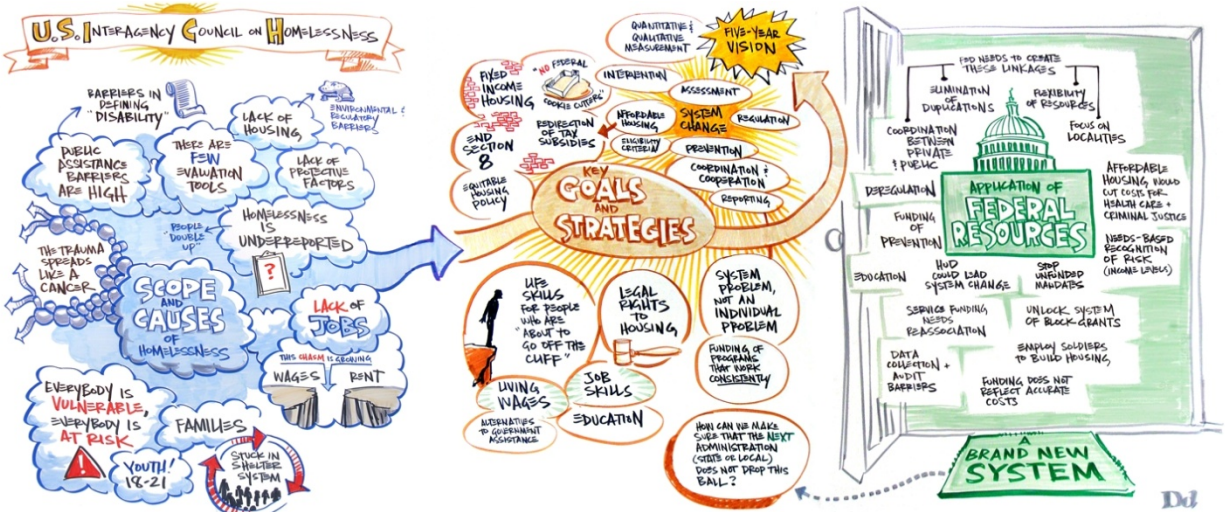 U.S. INTERAGENCY COUNCIL ON HOMELESSNESS
BARRIERS IN
DEFINING
"DISABILITY"
LACK OF
HOUSING
ENVIRONMENTAL &
REGULATORY
BARRIERS
PUBLIC
ASSISTANCE
BARRIERS
ARE HIGH
THERE ARE
FEW
EVALUATION
TOOLS
LACK OF
PROTECTIVE
FACTORS
HOMELESSNESS
IS
UNDERREPORTED
"PEOPLE
DOUBLE
UP"
?
THE TRAUMA
SPREADS
LIKE A
CANCER.
SCOPE
AND
CAUSES
OF
HOMELESSNESS
LACK OF
JOBS
THIS CHASM IS GROWING
WAGES
RENT
EVERYBODY IS
VULNERABLE,
EVERYBODY IS
AT RISK
!
FAMILIES
YOUTH!
18-21
STUCK IN
SHELTER
SYSTEM
QUANTITATIVE &
QUALITATIVE
MEASUREMENT
FIVE-YEAR
VISION
FIXED
INCOME
HOUSING
"NO FEDERAL
COOKIE CUTTERS"
INTERVENTION
ASSESSMENT
AFFORDABLE
HOUSING
SYSTEM
CHANGE
REGULATION
ELIGIBILITY
CRITERIA
PREVENTION
REDIRECTION
OF TAX
SUBSIDIES
END
SECTION
8
COORDINATION &
COOPERATION
REPORTING
EQUITABLE
HOUSING
POLICY
KEY
GOALS
AND
STRATEGIES
LIFE
SKILLS
FOR PEOPLE
WHO ARE
"ABOUT TO
GO OFF THE
CLIFF"
LEGAL
RIGHTS
TO
HOUSING
SYSTEM
PROBLEM,
NOT AN
INDIVIDUAL
PROBLEM
FUNDING OF
PROGRAMS
THAT WORK
CONSISTENTLY
LIVING
WAGES
JOB
SKILLS
ALTERNATIVES
TO GOVERNMENT
ASSISTANCE
EDUCATION
HOW CAN WE MAKE
SURE THAT THE NEXT
ADMINISTRATION
(STATE OR LOCAL)
DOES NOT DROP THIS
BALL?
FED NEEDS TO CREATE
THESE LINKAGES
ELIMINATION
OF
DUPLICATIONS
FLEXIBILITY
OF RESOURCES
COORDINATION
BETWEEN
PRIVATE
& PUBLIC
FOCUS ON
LOCALITIES
DEREGULATION
APPLICATION OF
FEDERAL
RESOURCES
AFFORDABLE
HOUSING WOULD
CUT COSTS FOR
HEALTH CARE +
CRIMINAL JUSTICE
FUNDING
OF
PREVENTION
NEEDS-BASED
RECOGNITION
OF RISK
(INCOME LEVELS)
EDUCATION
HUD
COULD LEAD
SYSTEM CHANGE
STOP
UNFUNDED
MANDATES
SERVICE FUNDING
NEEDS
REASSOCIATION
UNLOCK SYSTEM
OF BLOCK GRANTS
DATA
COLLECTION +
AUDIT
BARRIERS
EMPLOY SOLDIERS
TO BUILD HOUSING
FUNDING DOES NOT
REFLECT ACCURATE
COSTS
A
BRAND NEW
SYSTEM